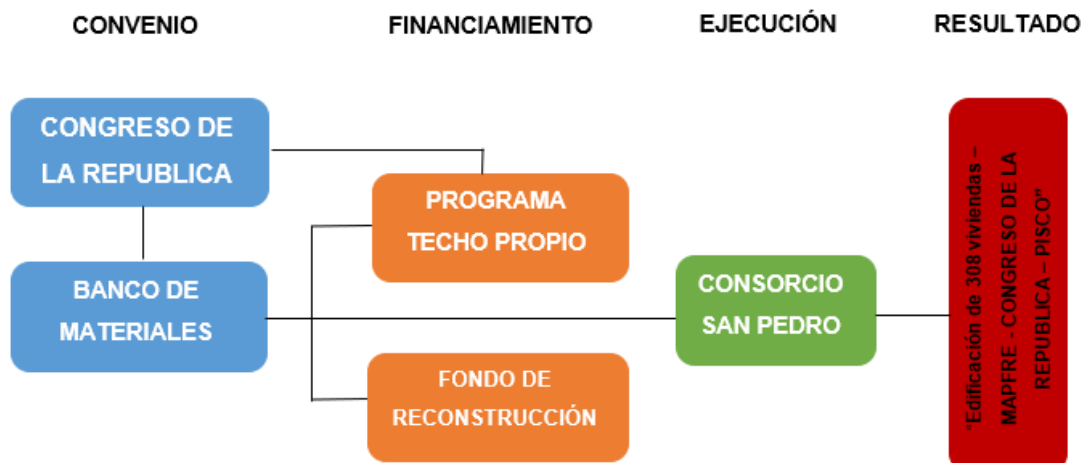 CONVENIO
FINANCIAMIENTO
EJECUCIÓN
RESULTADO
CONGRESO DE
LA REPUBLICA
BANCO DE
MATERIALES
PROGRAMA
TECHO PROPIO
FONDO DE
RECONSTRUCCIÓN
CONSORCIO
SAN PEDRO
"Edificación de 308 viviendas –
MAPFRE - CONGRESO DE LA
REPUBLICA – PISCO"